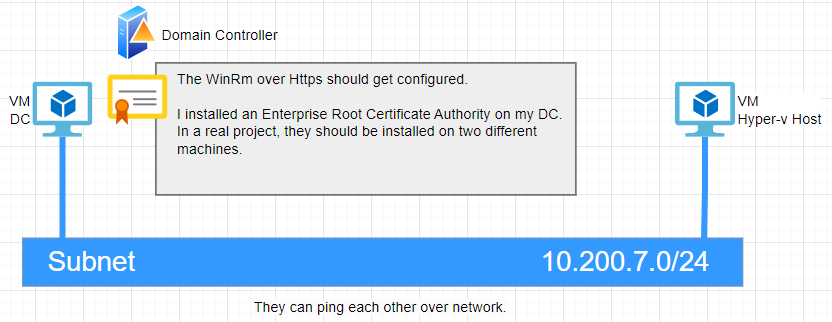 Domain Controller
The WinRm over Https should get configured.
I installed an Enterprise Root Certificate Authority on my DC.
In a real project, they should be installed on two different
machines.
VM
DC
VM
Hyper-v Host
Subnet
10.200.7.0/24
They can ping each other over network.